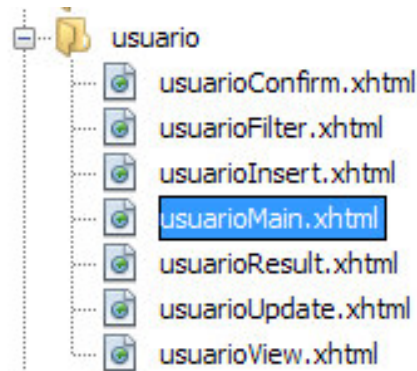 usuario
usuarioConfirm.xhtml
usuarioFilter.xhtml
usuarioInsert.xhtml
usuarioMain.xhtml
usuarioResult.xhtml
usuarioUpdate.xhtml
usuarioView.xhtml